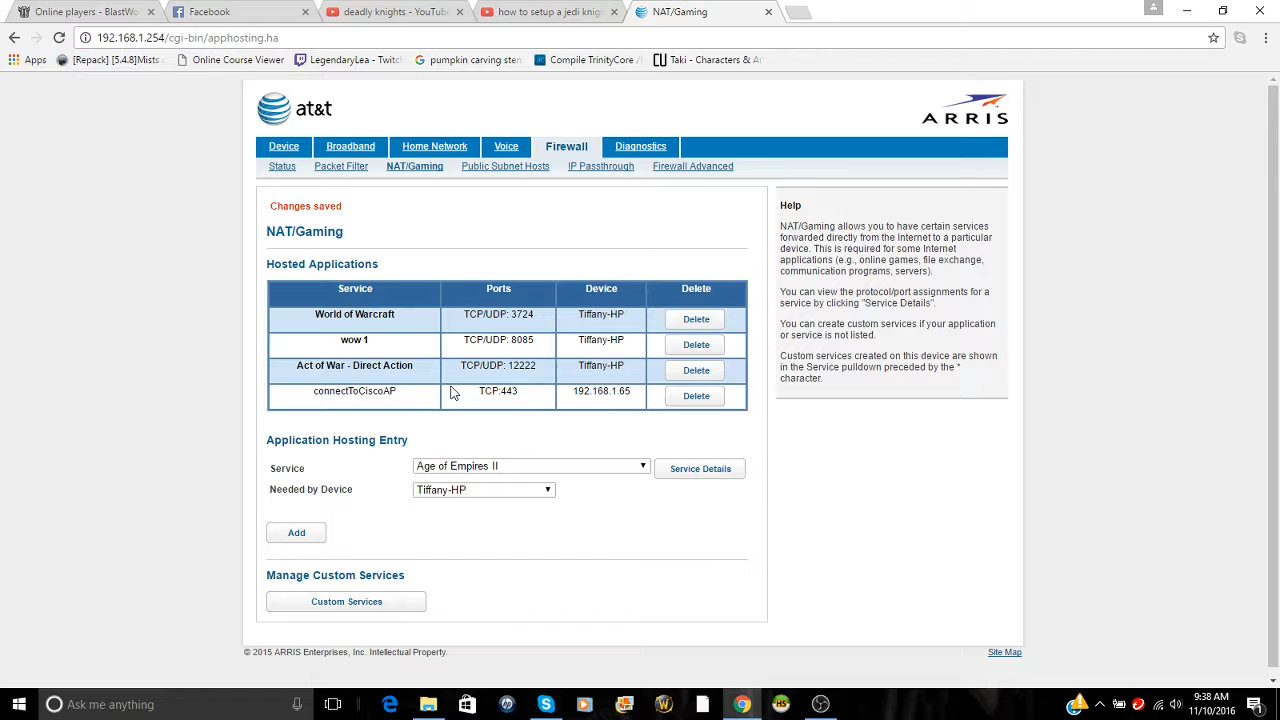 Online players - BlastWo
Facebook
deadly knights - YouTub
how to setup a jedi knigh
NAT/Gaming
192.168.1.254/cgi-bin/apphosting.ha
Apps
[Repack] [5.4.8]Mists o
Online Course Viewer
LegendaryLea - Twitch
pumpkin carving sten
Compile TrinityCore /
Taki - Characters & Ar
at&t
ARRIS
Device
Broadband
Home Network
Voice
Firewall
Diagnostics
Status
Packet Filter
NAT/Gaming
Public Subnet Hosts
IP Passthrough
Firewall Advanced
Changes saved
NAT/Gaming
Hosted Applications
Service Ports Device Delete
World of Warcraft TCP/UDP: 3724 Tiffany-HP Delete
wow 1 TCP/UDP: 8085 Tiffany-HP Delete
Act of War - Direct Action TCP/UDP: 12222 Tiffany-HP Delete
connectToCiscoAP TCP:443 192.168.1.65 Delete
Application Hosting Entry
Service Age of Empires II Service Details
Needed by Device Tiffany-HP
Add
Manage Custom Services
Custom Services
Help
NAT/Gaming allows you to have certain services
forwarded directly from the Internet to a particular
device. This is required for some Internet
applications (e.g., online games, file exchange,
communication programs, servers).
You can view the protocol/port assignments for a
service by clicking "Service Details".
You can create custom services if your application
or service is not listed.
Custom services created on this device are shown
in the Service pulldown preceded by the *
character.
© 2015 ARRIS Enterprises, Inc. Intellectual Property.
Site Map
Ask me anything
9:38 AM
11/10/2016